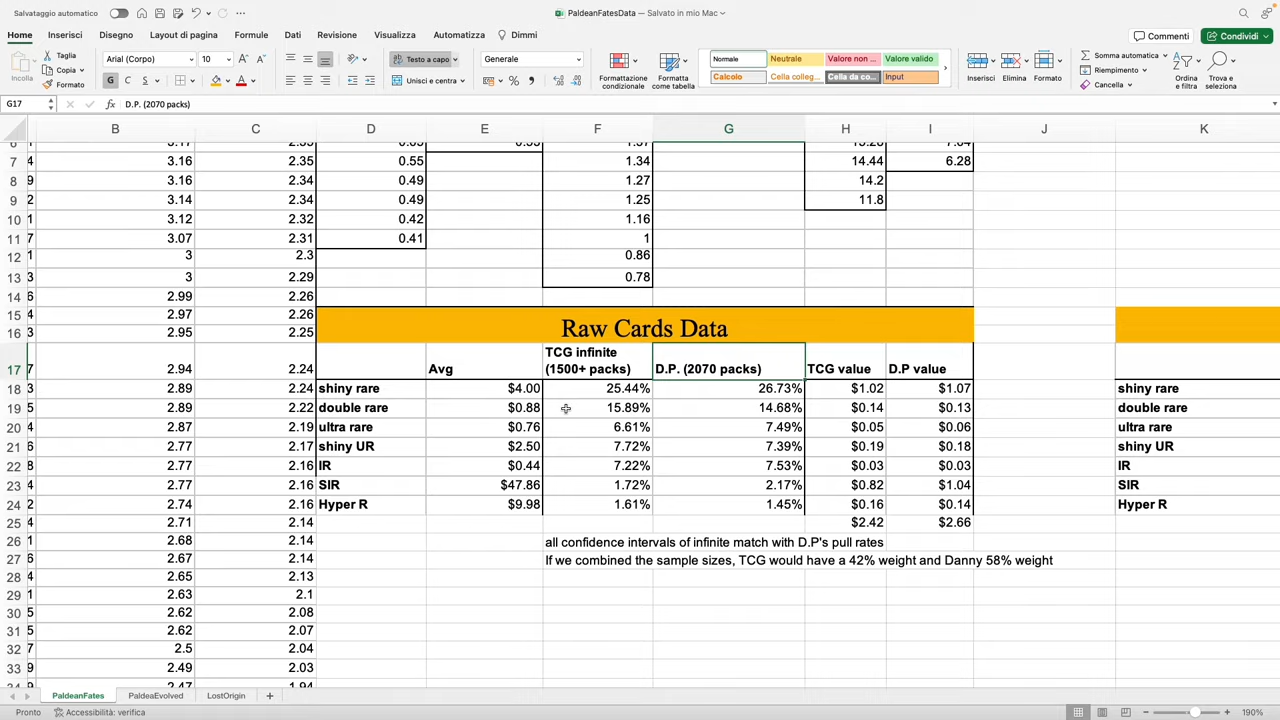 Salvataggio automatico PaldeanFatesData — Salvato in mio Mac
Home Inserisci Disegno Layout di pagina Formule Dati Revisione Visualizza Automatizza Dimmi Commenti Condividi
Incolla Taglia Copia Formato
Arial (Corpo) 10 A A G C S A
Testo a capo Unisci e centra
Generale %
Formattazione condizionale Formatta come tabella
Normale Neutrale Valore non ... Valore valido
Calcolo Cella colleg... Cella da co... Input
Inserisci Elimina Formato
Somma automatica Riempimento Cancella
Ordina e filtra Trova e seleziona
G17 fx D.P. (2070 packs)
B C D E F G H I J K
7 4 3.16 2.35 0.55 1.34 14.44 6.28
8 9 3.16 2.34 0.49 1.27 14.2
9 2 3.14 2.34 0.49 1.25 11.8
10 1 3.12 2.32 0.42 1.16
11 7 3.07 2.31 0.41 1
12 1 3 2.3 0.86
13 3 3 2.29 0.78
14 6 2.99 2.26
15 4 2.97 2.26
Raw Cards Data
16 3 2.95 2.25
17 7 2.94 2.24 Avg TCG infinite (1500+ packs) D.P. (2070 packs) TCG value D.P value
18 3 2.89 2.24 shiny rare $4.00 25.44% 26.73% $1.02 $1.07 shiny rare
19 5 2.89 2.22 double rare $0.88 15.89% 14.68% $0.14 $0.13 double rare
20 4 2.87 2.19 ultra rare $0.76 6.61% 7.49% $0.05 $0.06 ultra rare
21 6 2.77 2.17 shiny UR $2.50 7.72% 7.39% $0.19 $0.18 shiny UR
22 8 2.77 2.16 IR $0.44 7.22% 7.53% $0.03 $0.03 IR
23 4 2.77 2.16 SIR $47.86 1.72% 2.17% $0.82 $1.04 SIR
24 2 2.74 2.16 Hyper R $9.98 1.61% 1.45% $0.16 $0.14 Hyper R
25 4 2.71 2.14 $2.42 $2.66
26 1 2.68 2.14 all confidence intervals of infinite match with D.P's pull rates
27 6 2.67 2.14 If we combined the sample sizes, TCG would have a 42% weight and Danny 58% weight
28 4 2.65 2.13
29 1 2.63 2.1
30 5 2.62 2.08
31 5 2.62 2.07
32 7 2.5 2.04
33 9 2.49 2.03
PaldeanFates PaldeaEvolved LostOrigin +
Pronto Accessibilità: verifica 190%